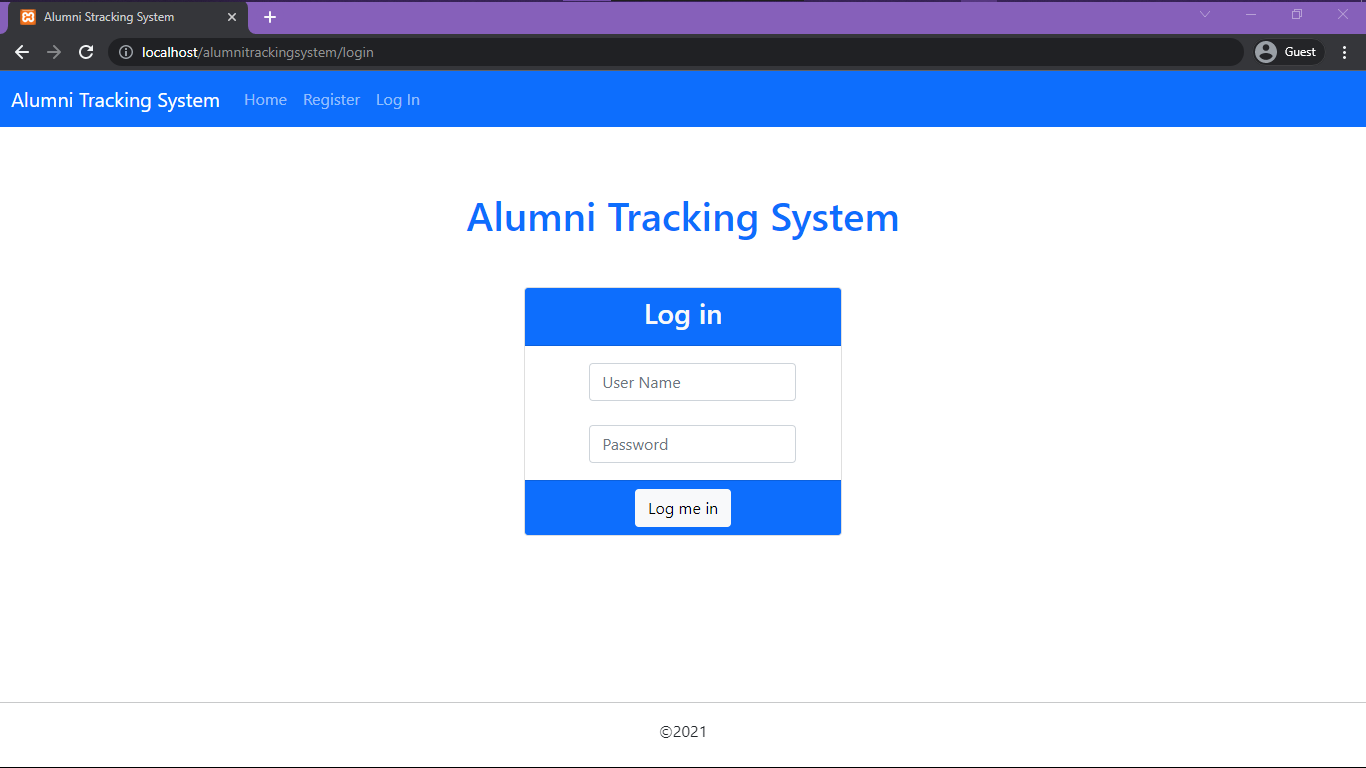 Alumni Stracking System
localhost/alumnitrackingsystem/login
Guest
Alumni Tracking System Home Register Log In
Alumni Tracking System
Log in
User Name
Password
Log me in
©2021